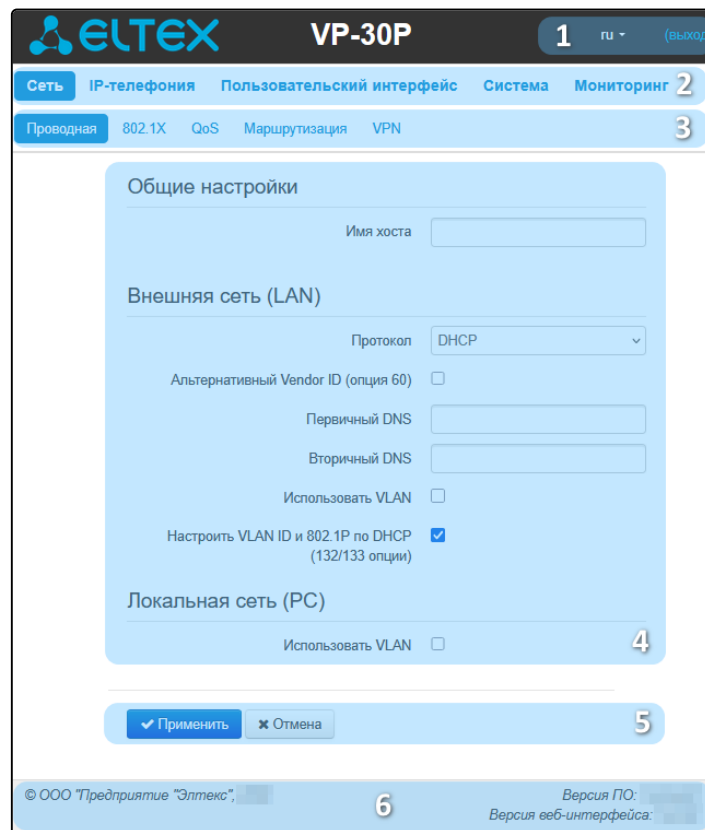 ELTEX VP-30P 1 ru (выход
Сеть IP-телефония Пользовательский интерфейс Система Мониторинг 2
Проводная 802.1X QoS Маршрутизация VPN 3
Общие настройки
Имя хоста
Внешняя сеть (LAN)
Протокол DHCP
Альтернативный Vendor ID (опция 60)
Первичный DNS
Вторичный DNS
Использовать VLAN
Настроить VLAN ID и 802.1P по DHCP
(132/133 опции)
Локальная сеть (PC)
Использовать VLAN 4
Применить Отмена 5
© ООО "Предприятие "Элтекс", 6 Версия ПО:
Версия веб-интерфейса: